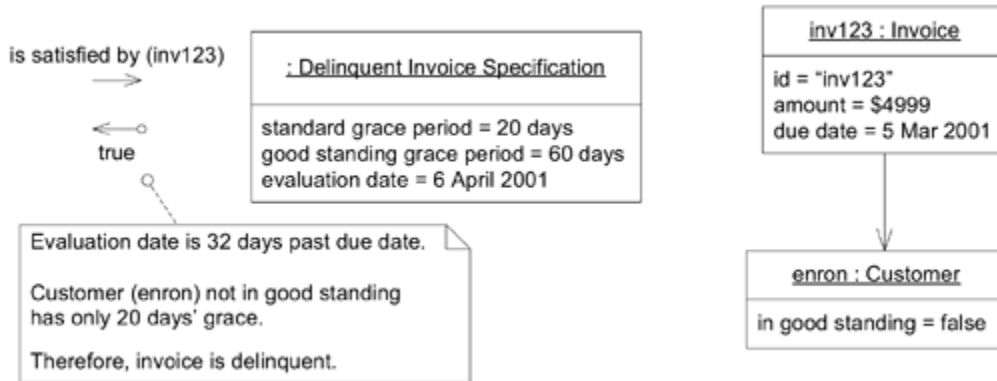 is satisfied by (inv123)
true
: Delinquent Invoice Specification
standard grace period = 20 days
good standing grace period = 60 days
evaluation date = 6 April 2001
Evaluation date is 32 days past due date.
Customer (enron) not in good standing
has only 20 days’ grace.
Therefore, invoice is delinquent.
inv123 : Invoice
id = “inv123”
amount = $4999
due date = 5 Mar 2001
enron : Customer
in good standing = false